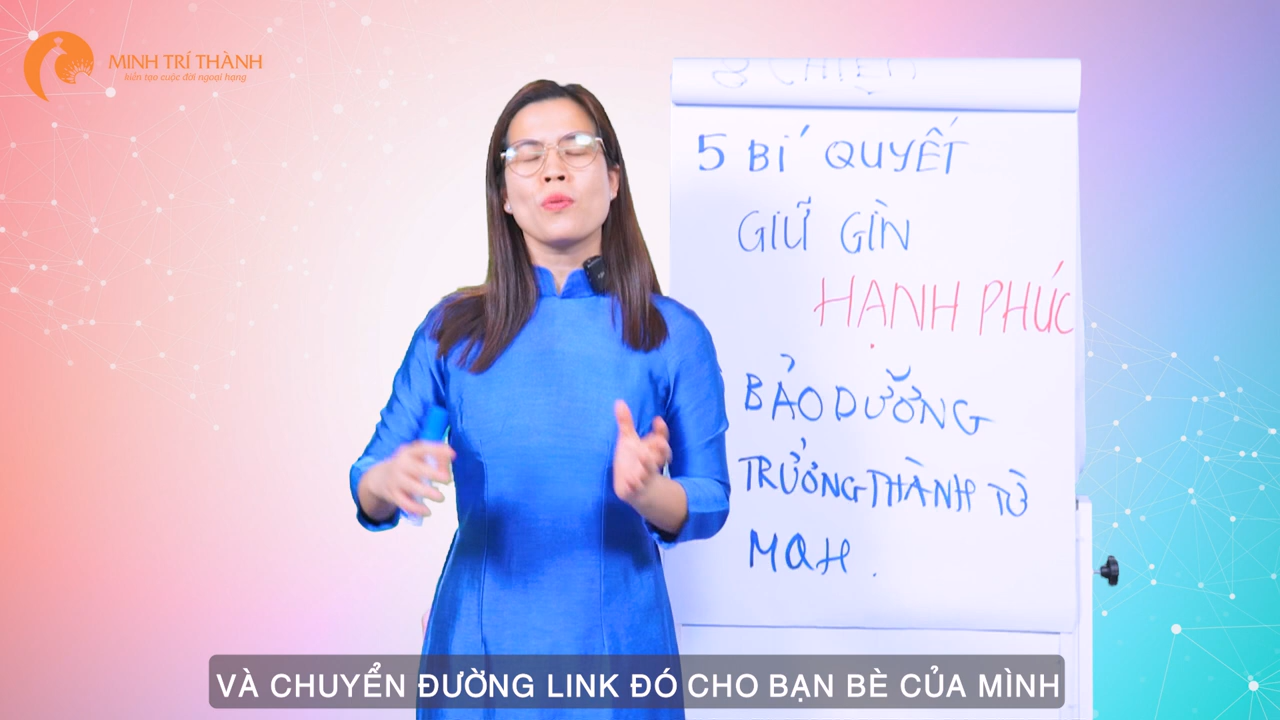 MINH TRÍ THÀNH
kiến tạo cuộc đời ngoại hạng
5 BÍ QUYẾT
GIỮ GÌN
HẠNH PHÚC
BẢO DƯỠNG
TRƯỞNG THÀNH TỪ
MQH.
VÀ CHUYỂN ĐƯỜNG LINK ĐÓ CHO BẠN BÈ CỦA MÌNH